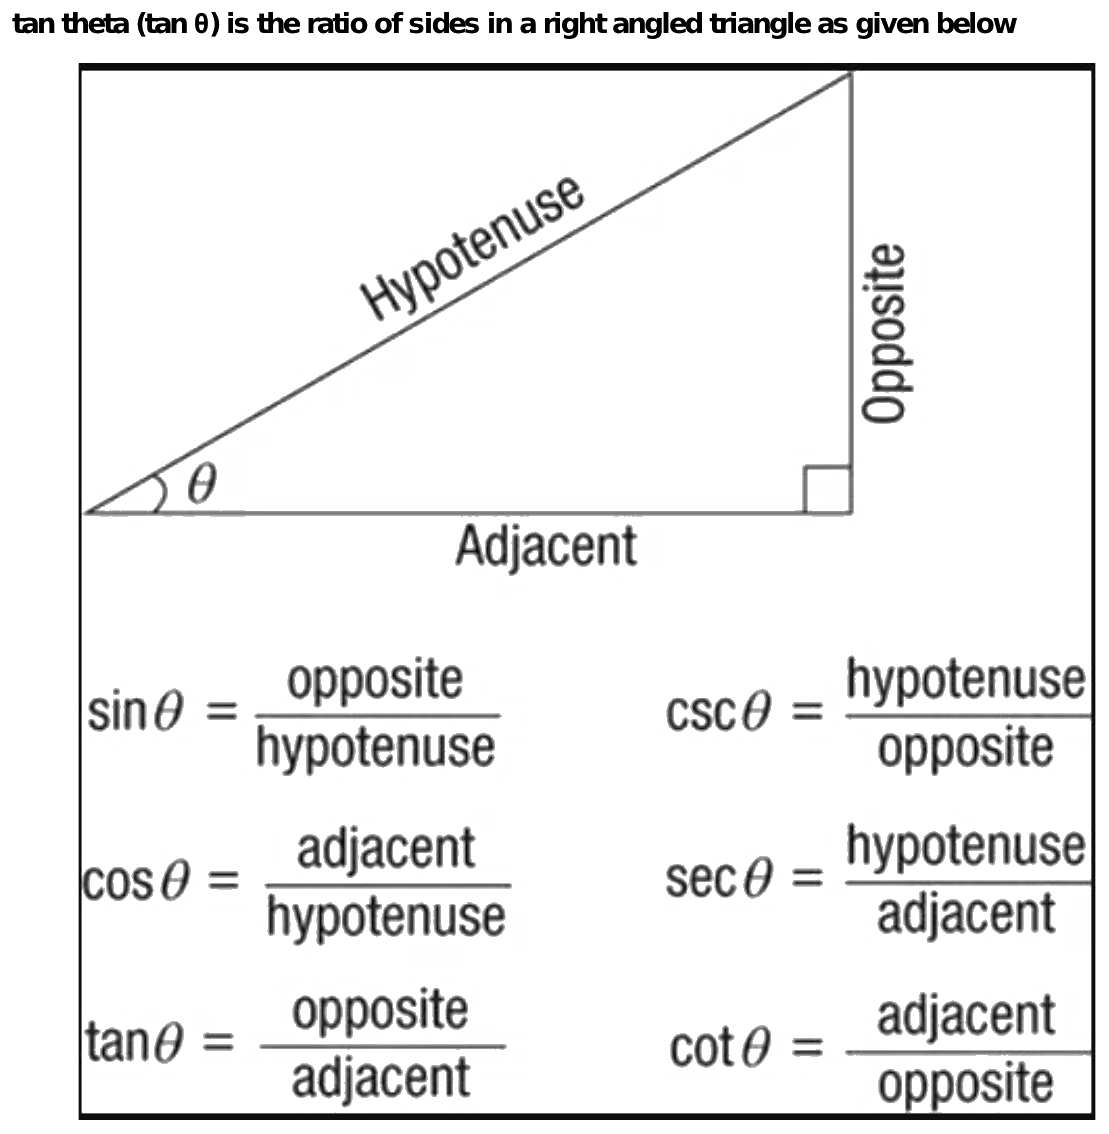 tan theta (tan θ) is the ratio of sides in a right angled triangle as given below
Hypotenuse
Opposite
θ
Adjacent
sinθ = opposite / hypotenuse
cscθ = hypotenuse / opposite
cosθ = adjacent / hypotenuse
secθ = hypotenuse / adjacent
tanθ = opposite / adjacent
cotθ = adjacent / opposite